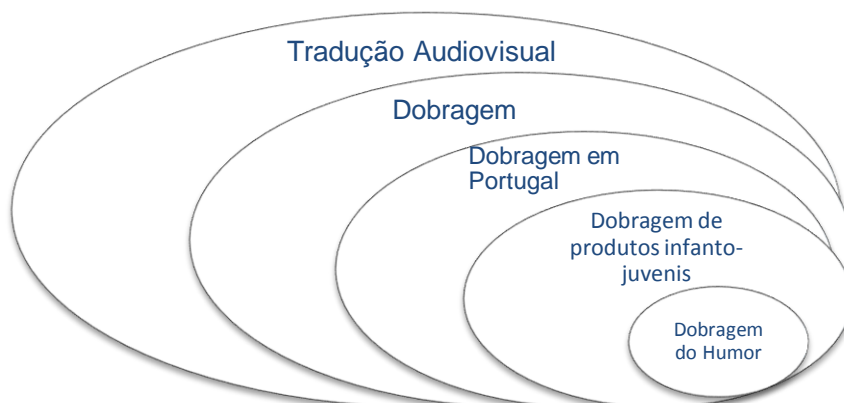 Tradução Audiovisual
Dobragem
Dobragem em
Portugal
Dobragem de
produtos infanto-
juvenis
Dobragem
do Humor